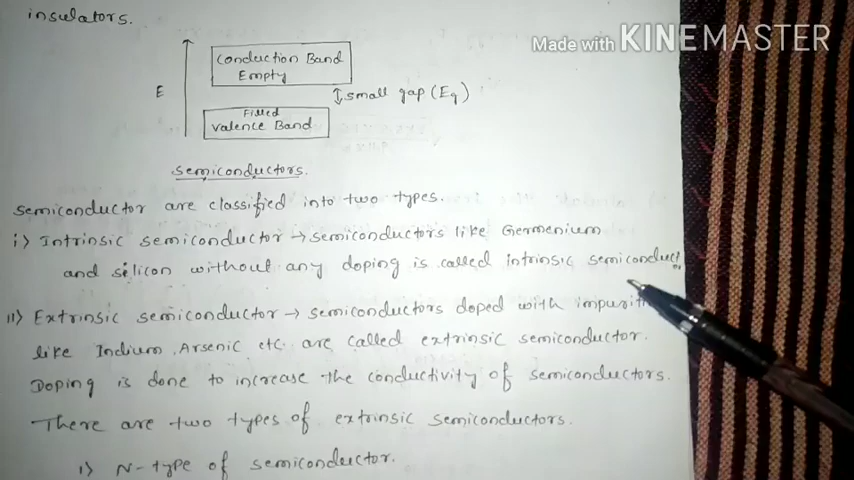 insulators.
Made with KINEMASTER
Conduction Band
Empty
E
small gap (Eg)
Filled
Valence Band
semiconductors.
semiconductor are classified into two types.
i) Intrinsic semiconductor → semiconductors like Germenium
and silicon without any doping is called intrinsic semiconductor
ii) Extrinsic semiconductor → semiconductors doped with impurit
like Indium, Arsenic etc. are called extrinsic semiconductor.
Doping is done to increase the conductivity of semiconductors.
There are two types of extrinsic semiconductors.
i) N-type of semiconductor.